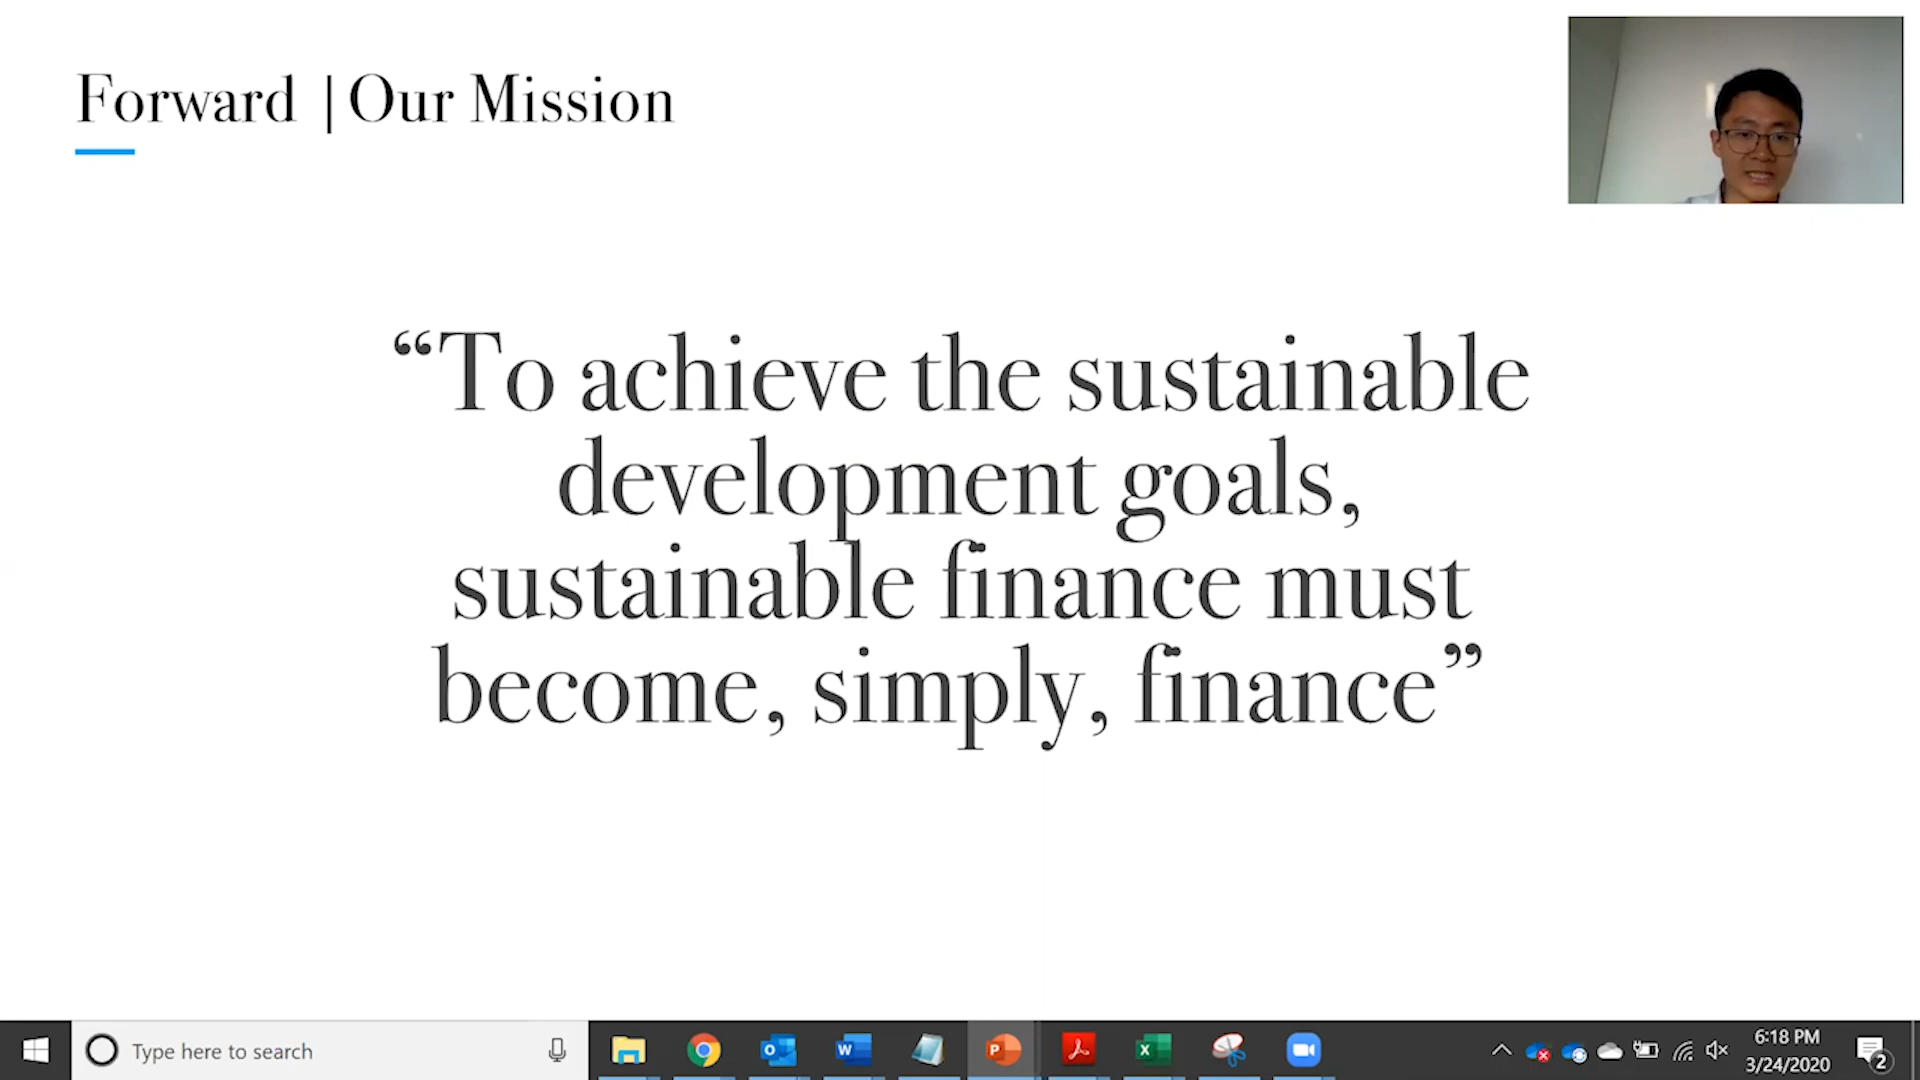 Forward | Our Mission
“To achieve the sustainable
development goals,
sustainable finance must
become, simply, finance”
Type here to search
6:18 PM
3/24/2020
2